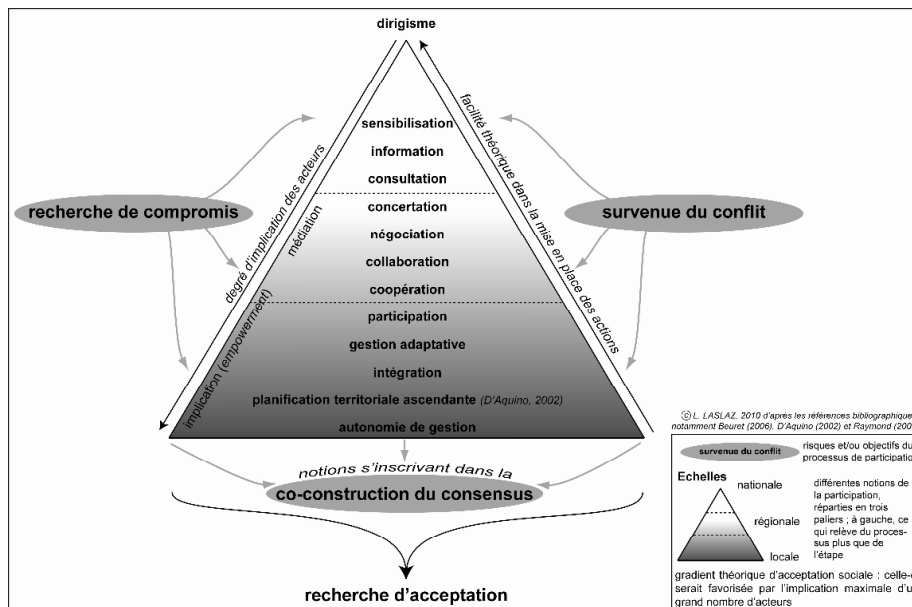 dirigisme
sensibilisation
information
consultation
concertation
négociation
collaboration
coopération
participation
gestion adaptative
intégration
planification territoriale ascendante (D'Aquino, 2002)
autonomie de gestion
degré d'implication des acteurs
médiation
implication (empowerment)
facilité théorique dans la mise en place des actions
recherche de compromis
survenue du conflit
notions s'inscrivant dans la
co-construction du consensus
recherche d'acceptation
© L. LASLAZ. 2010 d'après les références bibliographique
notamment Beuret (2006). D'Aquino (2002) et Raymond (200
survenue du conflit
risques et/ou objectifs du
processus de participatio
Echelles
nationale
régionale
locale
différentes notions de
la participation,
réparties en trois
paliers ; à gauche, ce
qui relève du proces-
sus plus que de
l'étape
gradient théorique d'acceptation sociale : celle-c
serait favorisée par l'implication maximale d'u
grand nombre d'acteurs